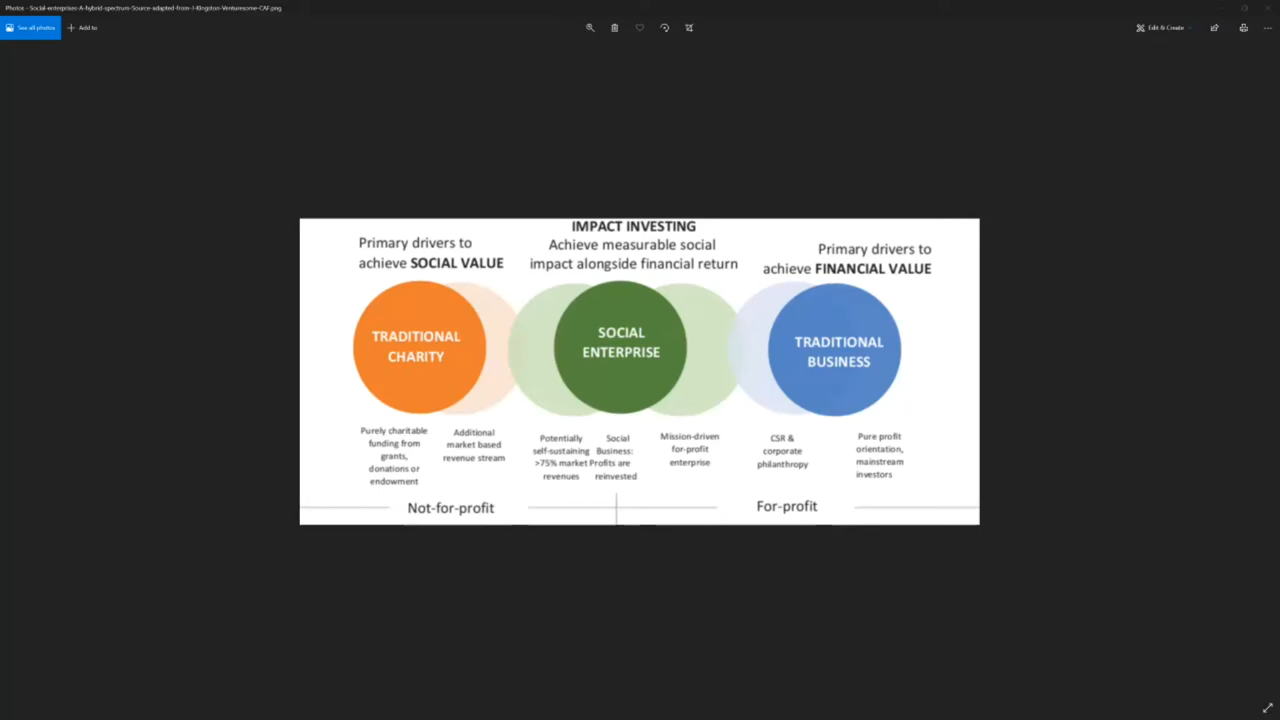 Photos - Social-enterprises-A-hybrid-spectrum-Source-adapted-from-J-Kingston-Venturesome-CAF.png
See all photos
Add to
Edit & Create
IMPACT INVESTING
Achieve measurable social
impact alongside financial return
Primary drivers to
achieve SOCIAL VALUE
Primary drivers to
achieve FINANCIAL VALUE
TRADITIONAL
CHARITY
SOCIAL
ENTERPRISE
TRADITIONAL
BUSINESS
Purely charitable
funding from
grants,
donations or
endowment
Additional
market based
revenue stream
Potentially
self-sustaining
>75% market
revenues
Social
Business:
Profits are
reinvested
Mission-driven
for-profit
enterprise
CSR &
corporate
philanthropy
Pure profit
orientation,
mainstream
investors
Not-for-profit
For-profit